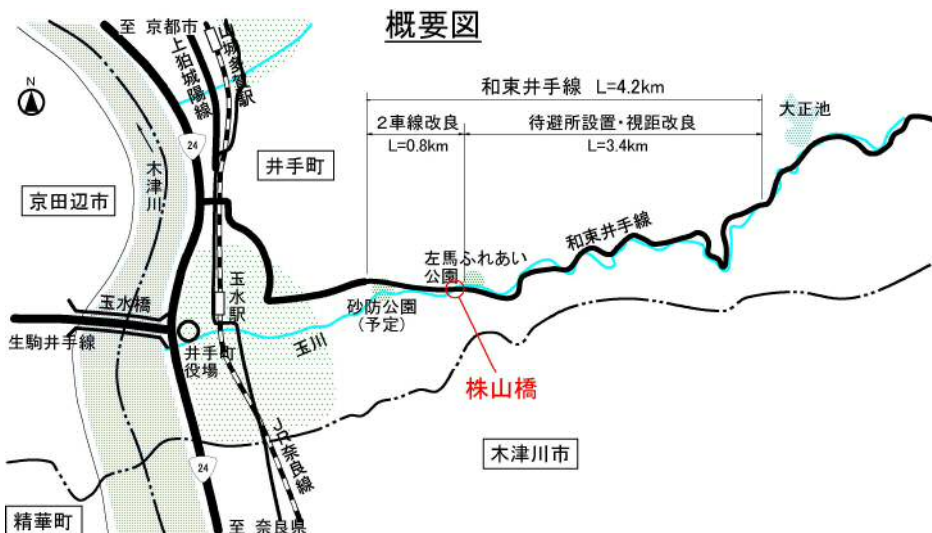 概要図
至 京都市
上狛城陽線
山城多賀駅
N
24
木津川
井手町
京田辺市
和束井手線 L=4.2km
2車線改良
L=0.8km
待避所設置・視距改良
L=3.4km
大正池
和束井手線
左馬ふれあい
公園
砂防公園
(予定)
玉水橋
玉水駅
生駒井手線
井手町
役場
玉川
株山橋
JR奈良線
木津川市
24
精華町
至 奈良県